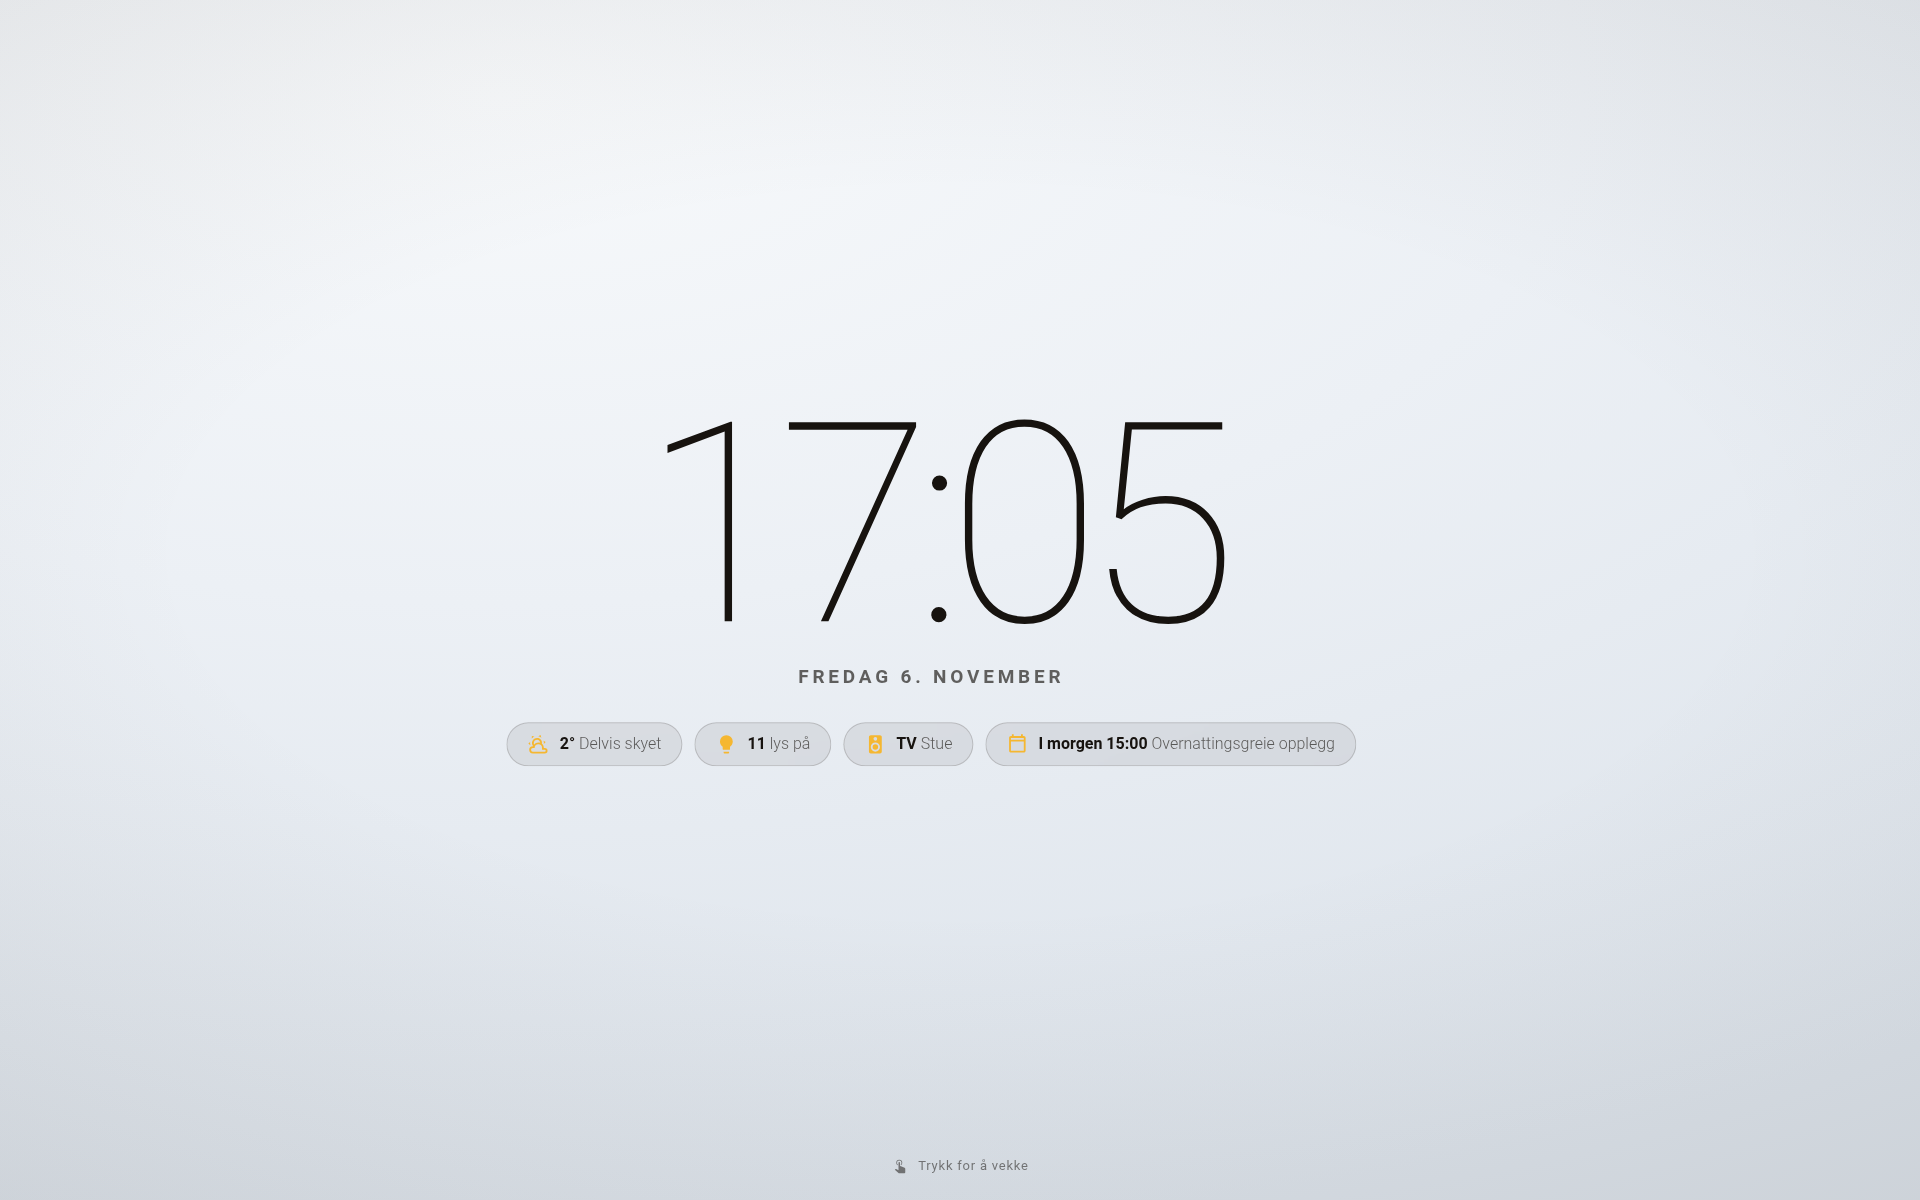 17:05
FREDAG 6. NOVEMBER
2° Delvis skyet
11 lys på
TV Stue
I morgen 15:00 Overnattingsgreie opplegg
Trykk for å vekke